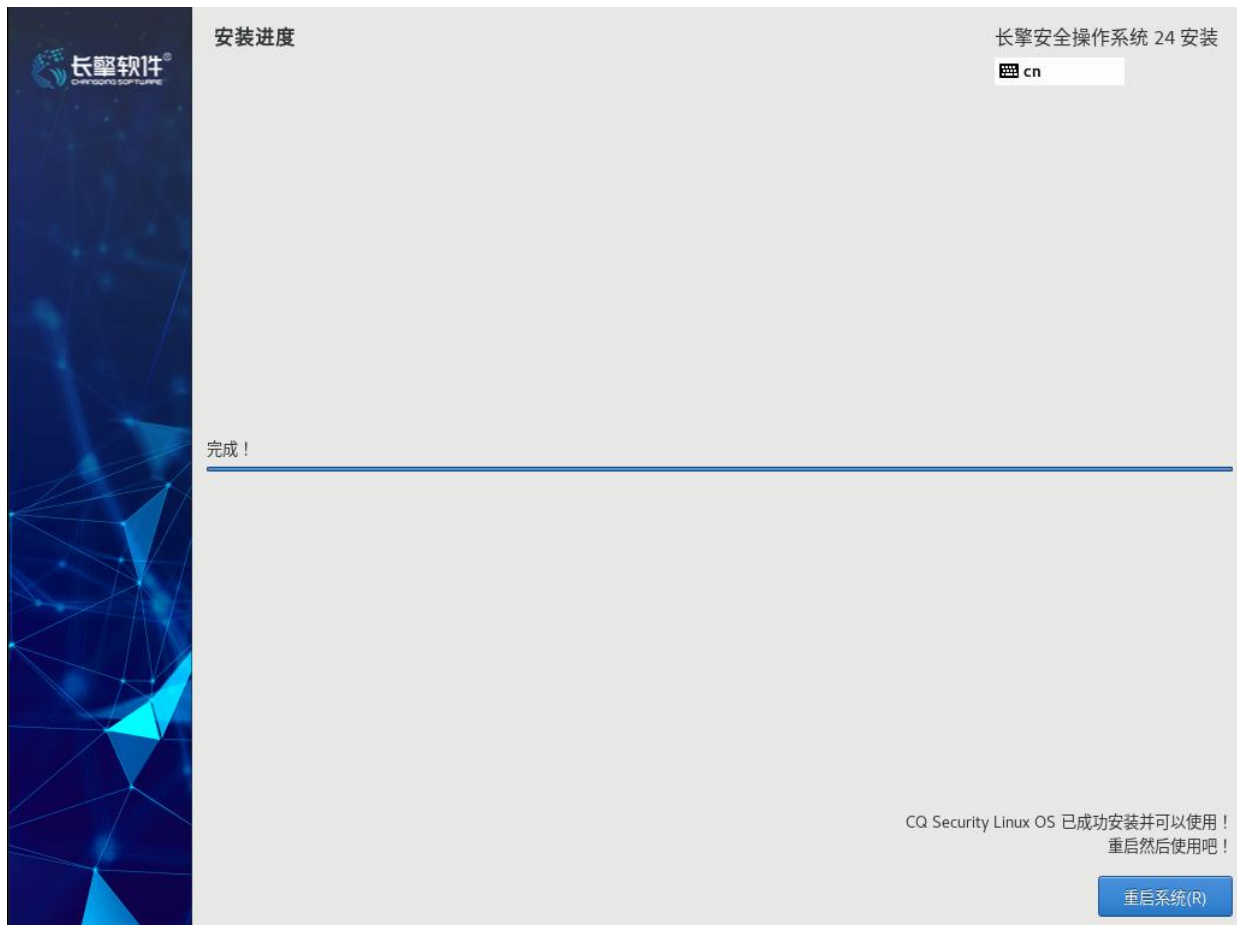 长擎软件®
CHANGQING SOFTWARE
安装进度
长擎安全操作系统 24 安装
cn
完成！
CQ Security Linux OS 已成功安装并可以使用！
重启然后使用吧！
重启系统(R)